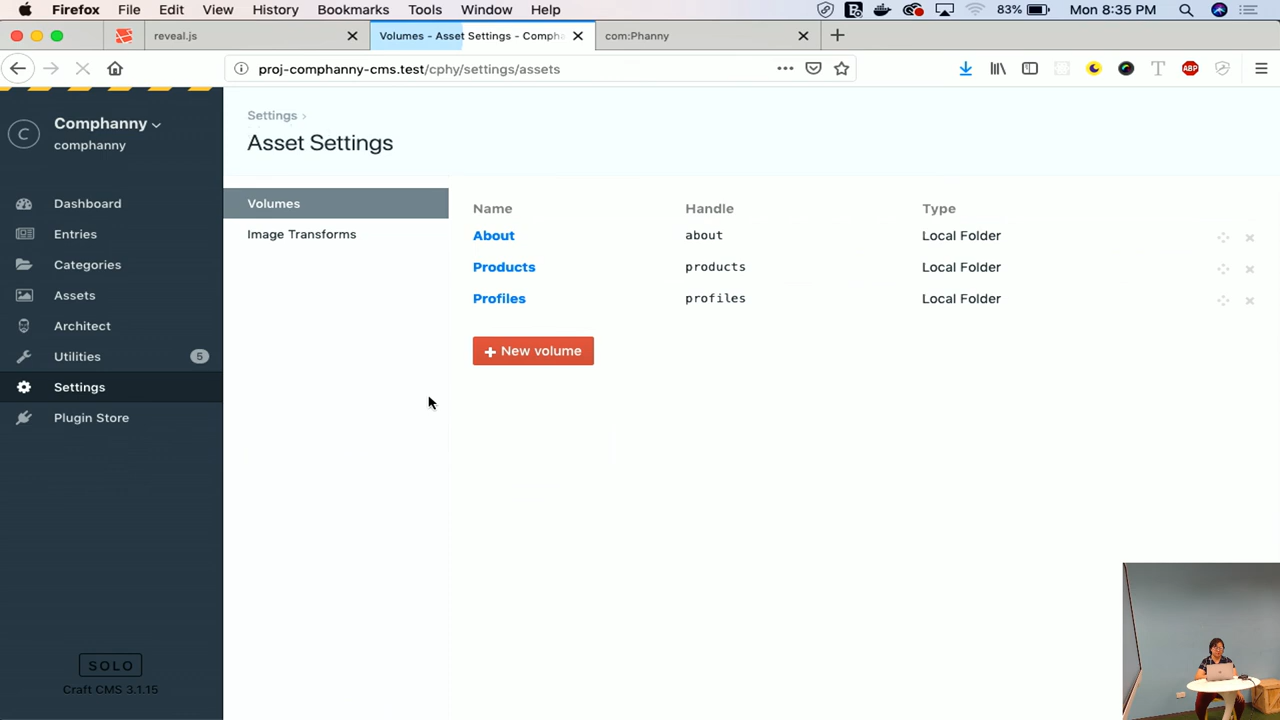 Firefox File Edit View History Bookmarks Tools Window Help 83% Mon 8:35 PM
reveal.js
Volumes - Asset Settings - Compha
com:Phanny
proj-comphanny-cms.test/cphy/settings/assets
ABP
C
Comphanny
comphanny
Dashboard
Entries
Categories
Assets
Architect
Utilities 5
Settings
Plugin Store
SOLO
Craft CMS 3.1.15
Settings ›
Asset Settings
Volumes
Image Transforms
Name Handle Type
About about Local Folder
Products products Local Folder
Profiles profiles Local Folder
+ New volume